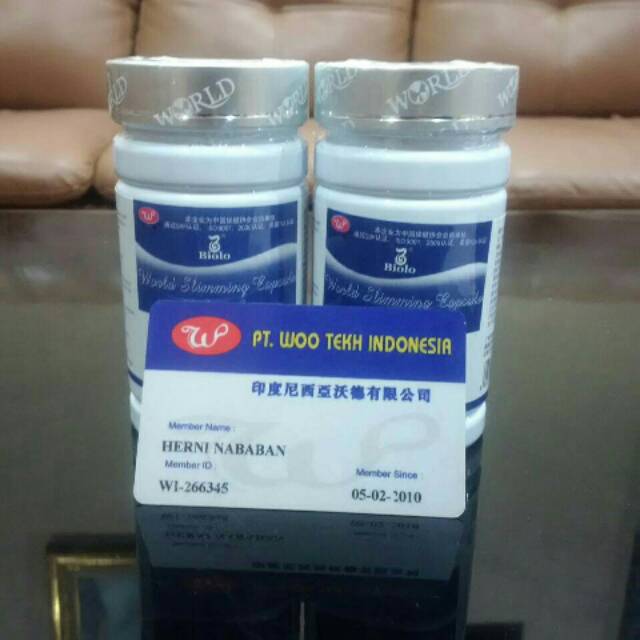 WORLD
WORLD
Biolo
World Slimming Capsule
Biolo
World Slimming Capsule
PT. WOO TEKH INDONESIA
印度尼西亞沃德有限公司
Member Name :
HERNI NABABAN
Member ID :
WI-266345
Member Since :
05-02-2010